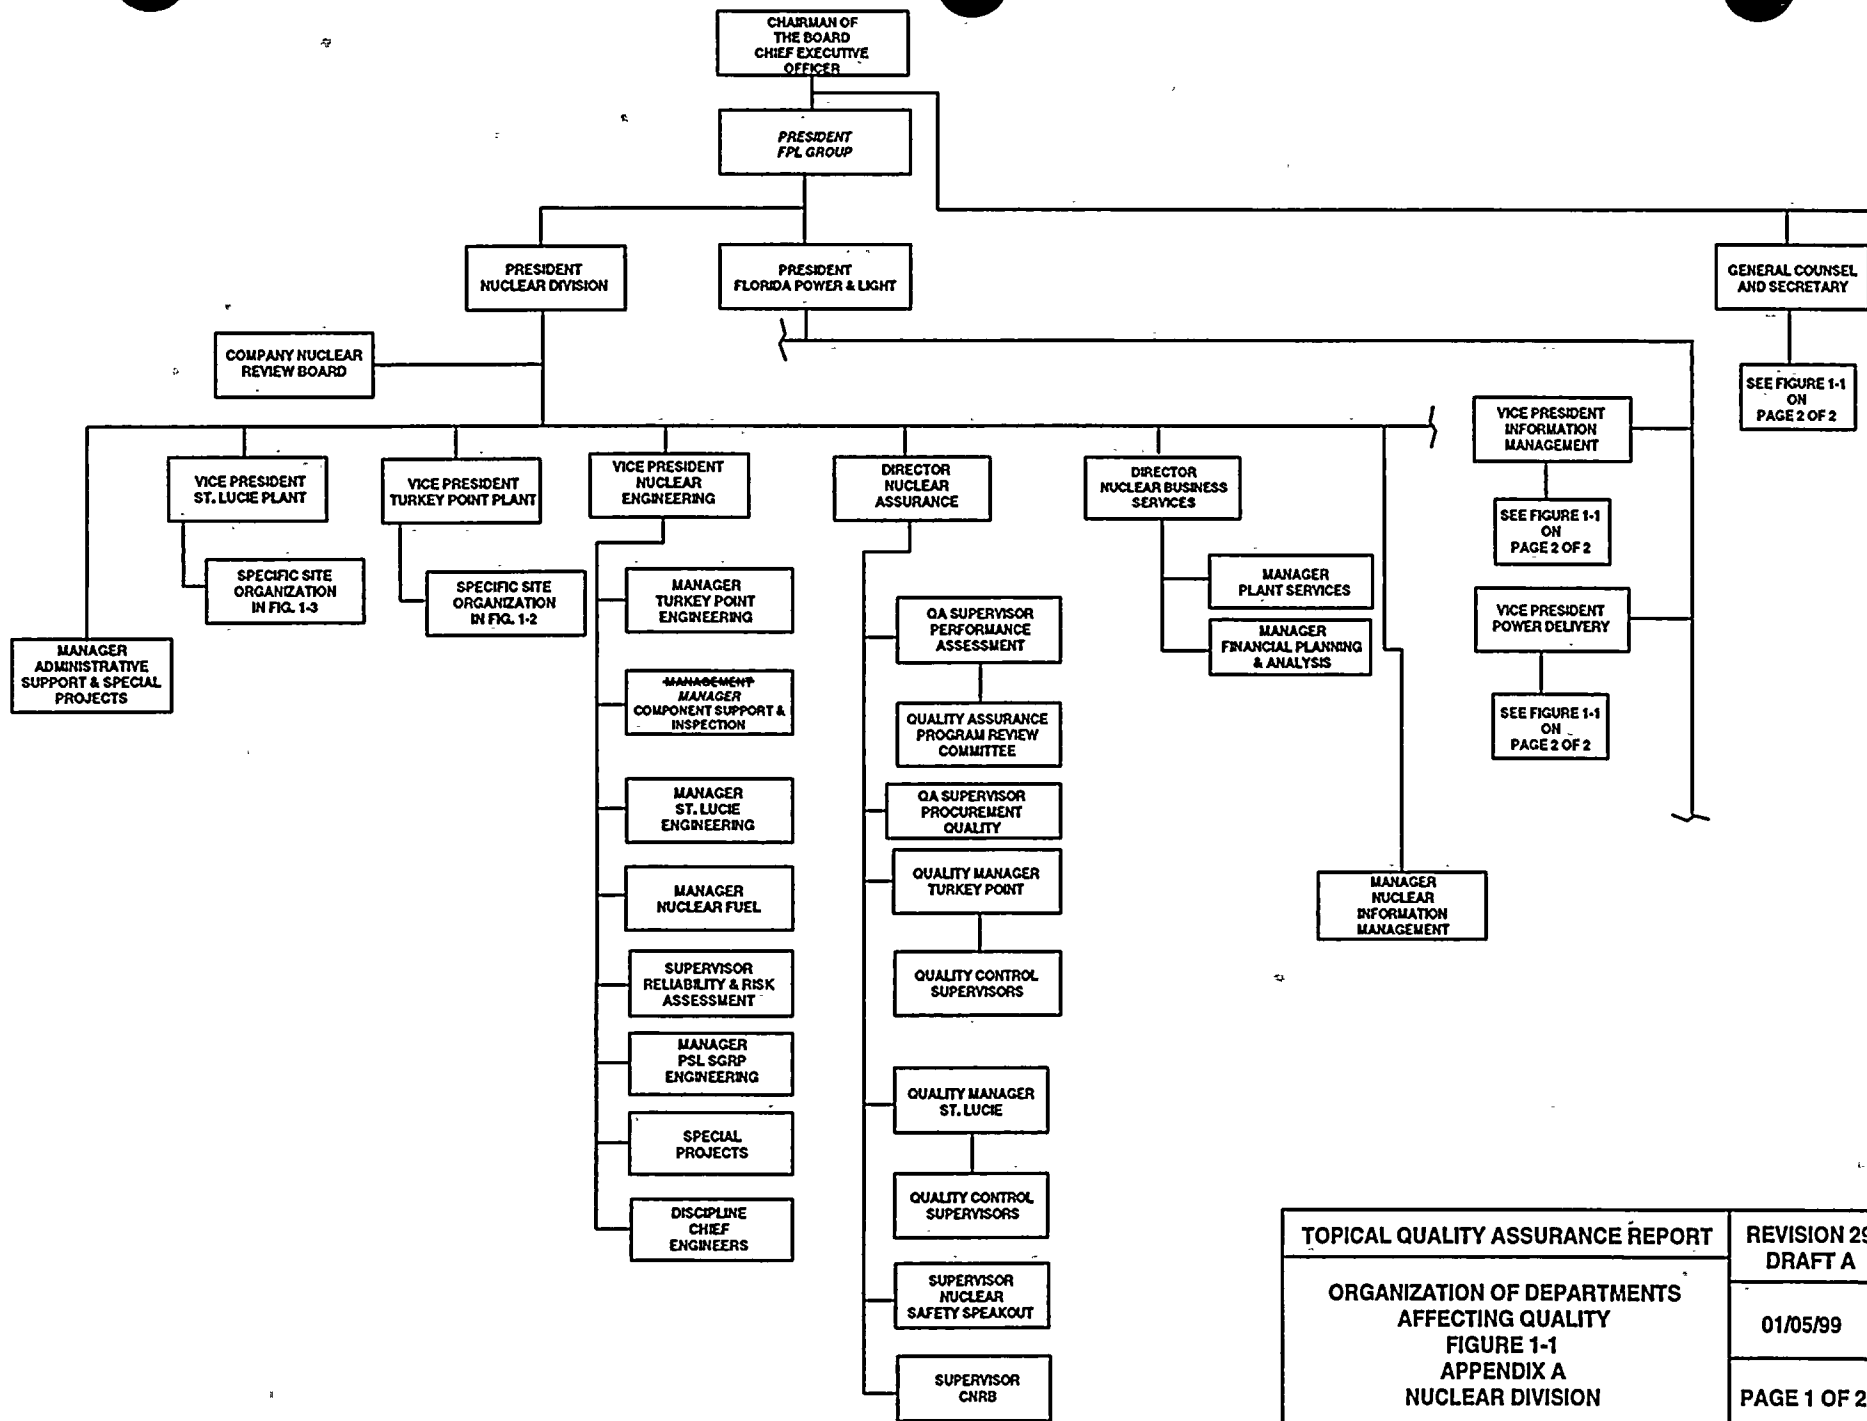 CHAIRMAN OF
THE BOARD
CHIEF EXECUTIVE
OFFICER
PRESIDENT
FPL GROUP
PRESIDENT
NUCLEAR DIVISION
PRESIDENT
FLORIDA POWER & LIGHT
GENERAL COUNSEL
AND SECRETARY
COMPANY NUCLEAR
REVIEW BOARD
SEE FIGURE 1-1
ON
PAGE 2 OF 2
VICE PRESIDENT
INFORMATION
MANAGEMENT
SEE FIGURE 1-1
ON
PAGE 2 OF 2
VICE PRESIDENT
POWER DELIVERY
SEE FIGURE 1-1
ON
PAGE 2 OF 2
MANAGER
ADMINISTRATIVE
SUPPORT & SPECIAL
PROJECTS
VICE PRESIDENT
ST. LUCIE PLANT
SPECIFIC SITE
ORGANIZATION
IN FIG. 1-3
VICE PRESIDENT
TURKEY POINT PLANT
SPECIFIC SITE
ORGANIZATION
IN FIG. 1-2
VICE PRESIDENT
NUCLEAR
ENGINEERING
MANAGER
TURKEY POINT
ENGINEERING
MANAGEMENT
MANAGER
COMPONENT SUPPORT &
INSPECTION
MANAGER
ST. LUCIE
ENGINEERING
MANAGER
NUCLEAR FUEL
SUPERVISOR
RELIABILITY & RISK
ASSESSMENT
MANAGER
PSL SGRP
ENGINEERING
SPECIAL
PROJECTS
DISCIPLINE
CHIEF
ENGINEERS
DIRECTOR
NUCLEAR
ASSURANCE
QA SUPERVISOR
PERFORMANCE
ASSESSMENT
QUALITY ASSURANCE
PROGRAM REVIEW
COMMITTEE
QA SUPERVISOR
PROCUREMENT
QUALITY
QUALITY MANAGER
TURKEY POINT
QUALITY CONTROL
SUPERVISORS
QUALITY MANAGER
ST. LUCIE
QUALITY CONTROL
SUPERVISORS
SUPERVISOR
NUCLEAR
SAFETY SPEAKOUT
SUPERVISOR
CNRB
DIRECTOR
NUCLEAR BUSINESS
SERVICES
MANAGER
PLANT SERVICES
MANAGER
FINANCIAL PLANNING
& ANALYSIS
MANAGER
NUCLEAR
INFORMATION
MANAGEMENT
TOPICAL QUALITY ASSURANCE REPORT
REVISION 29
DRAFT A
ORGANIZATION OF DEPARTMENTS
AFFECTING QUALITY
FIGURE 1-1
APPENDIX A
NUCLEAR DIVISION
01/05/99
PAGE 1 OF 2